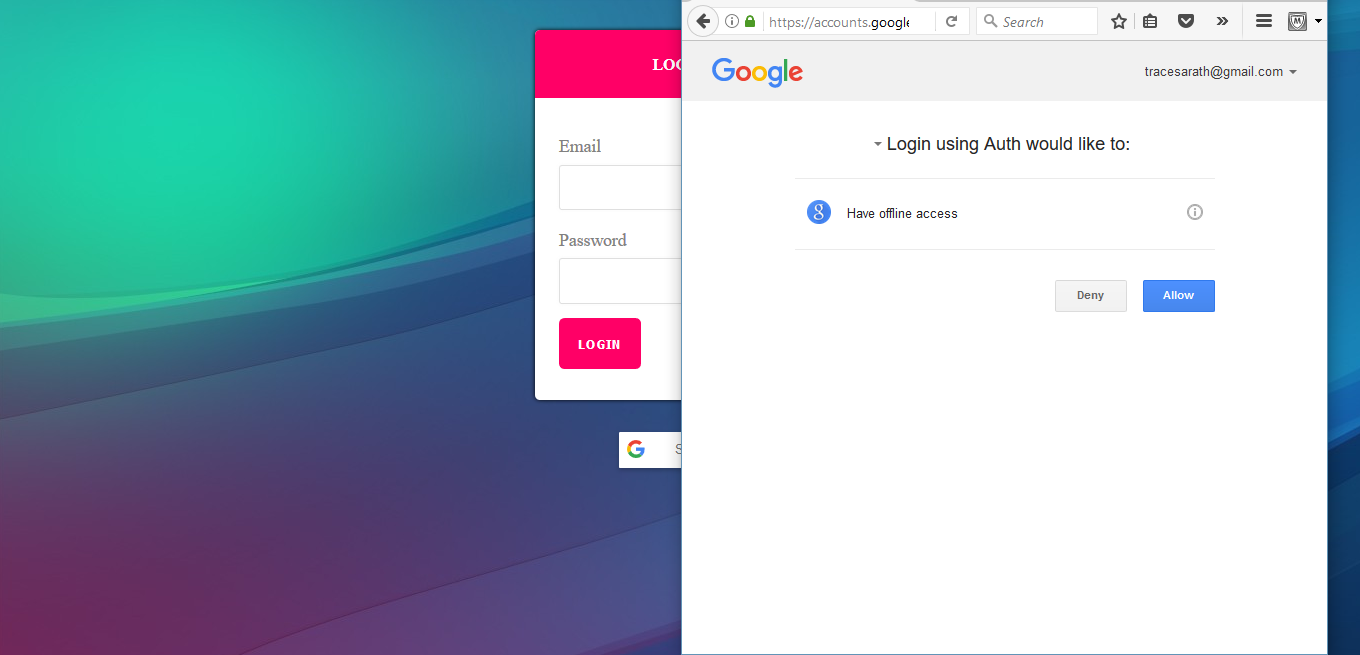 LOG
Email
Password
LOGIN
G S
https://accounts.google
Search
M
Google
tracesarath@gmail.com
Login using Auth would like to:
g Have offline access
Deny Allow